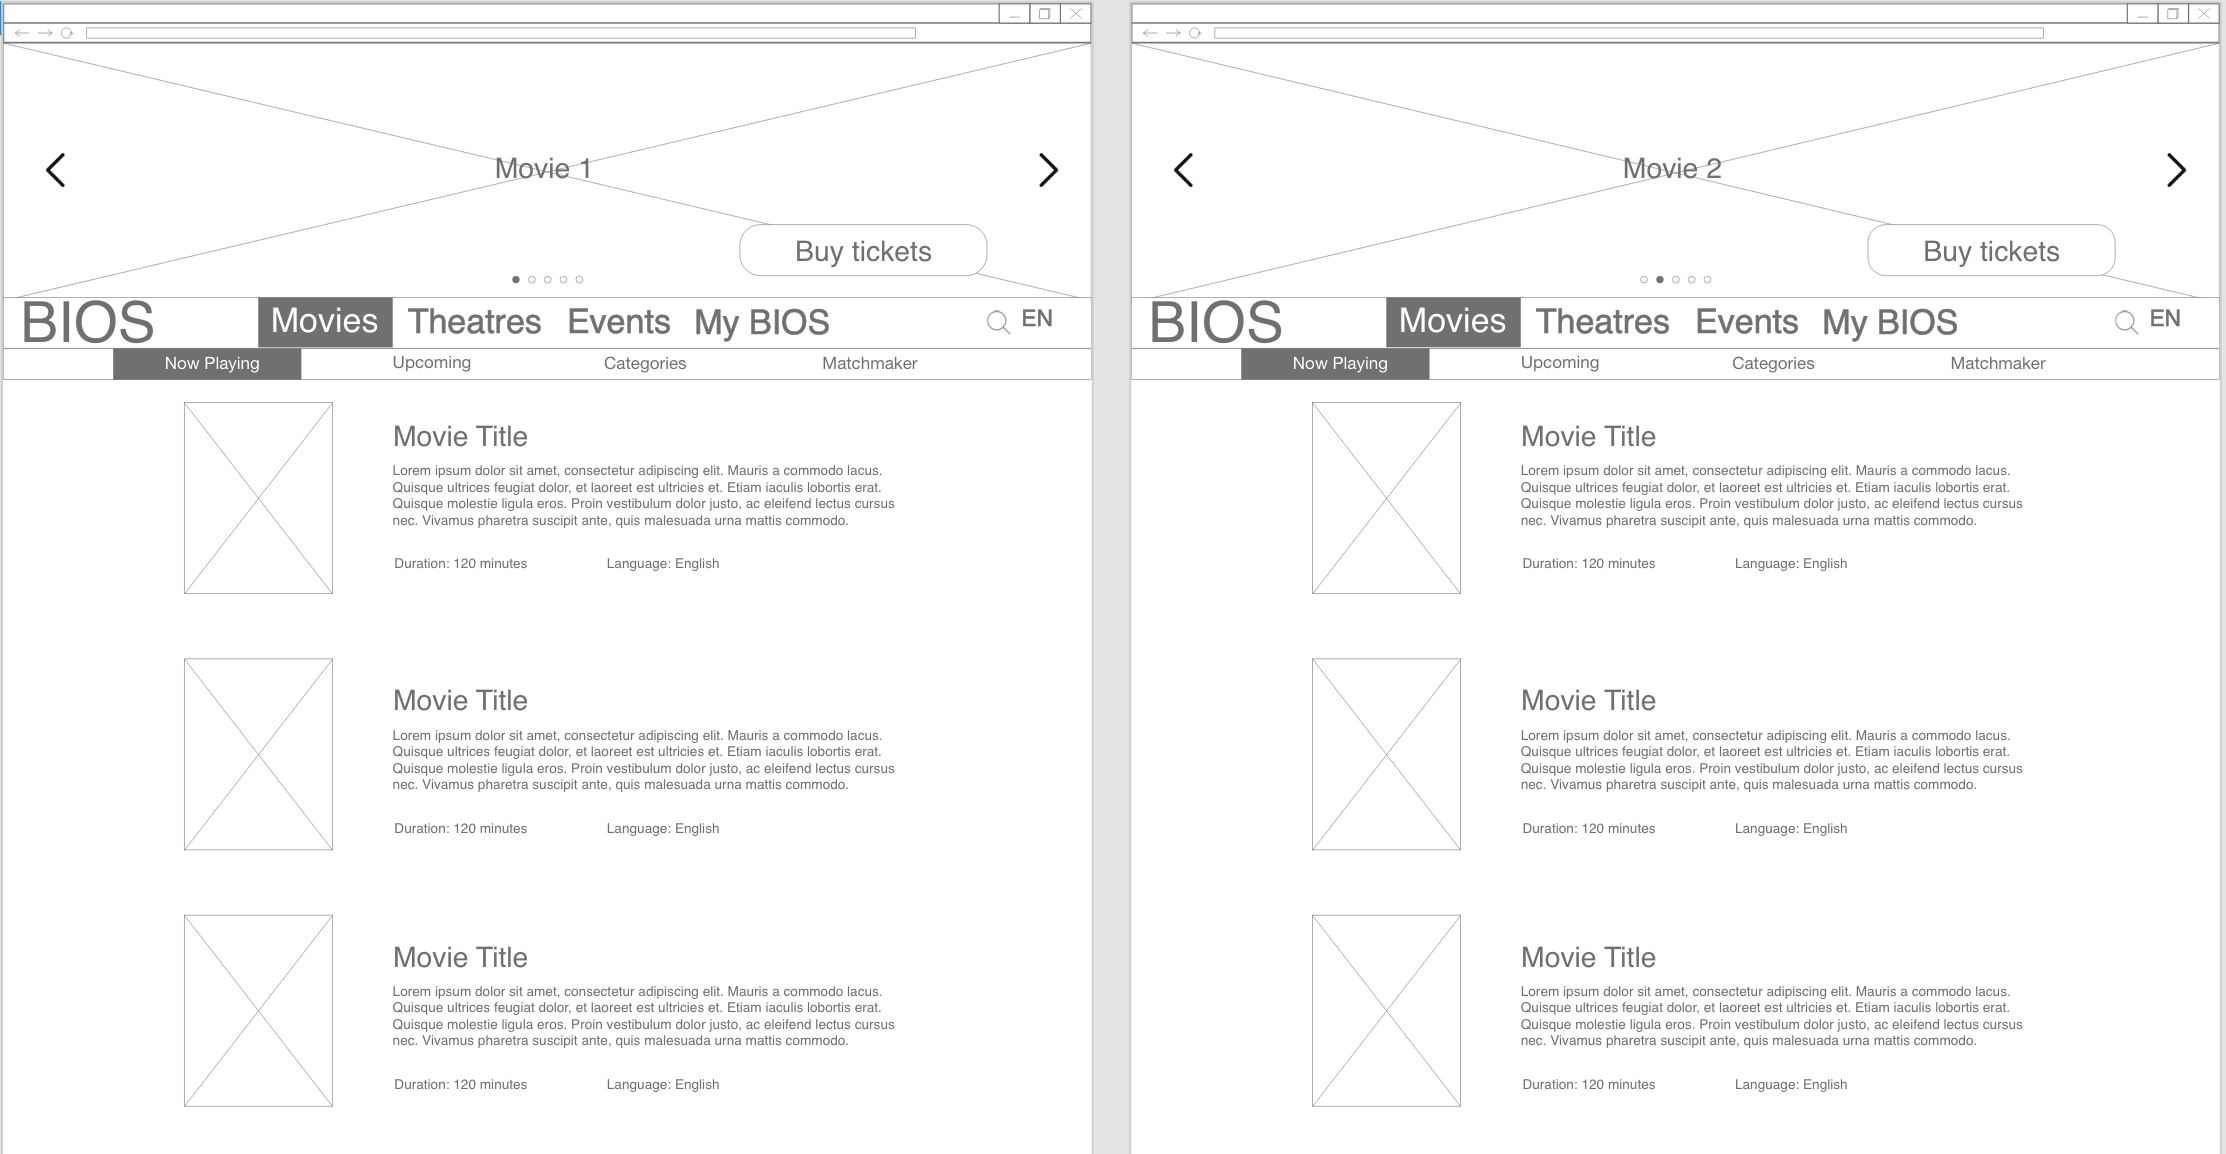 Movie 1
Buy tickets
BIOS Movies Theatres Events My BIOS EN
Now Playing Upcoming Categories Matchmaker
Movie Title
Lorem ipsum dolor sit amet, consectetur adipiscing elit. Mauris a commodo lacus.
Quisque ultrices feugiat dolor, et laoreet est ultricies et. Etiam iaculis lobortis erat.
Quisque molestie ligula eros. Proin vestibulum dolor justo, ac eleifend lectus cursus
nec. Vivamus pharetra suscipit ante, quis malesuada urna mattis commodo.
Duration: 120 minutes Language: English
Movie Title
Lorem ipsum dolor sit amet, consectetur adipiscing elit. Mauris a commodo lacus.
Quisque ultrices feugiat dolor, et laoreet est ultricies et. Etiam iaculis lobortis erat.
Quisque molestie ligula eros. Proin vestibulum dolor justo, ac eleifend lectus cursus
nec. Vivamus pharetra suscipit ante, quis malesuada urna mattis commodo.
Duration: 120 minutes Language: English
Movie Title
Lorem ipsum dolor sit amet, consectetur adipiscing elit. Mauris a commodo lacus.
Quisque ultrices feugiat dolor, et laoreet est ultricies et. Etiam iaculis lobortis erat.
Quisque molestie ligula eros. Proin vestibulum dolor justo, ac eleifend lectus cursus
nec. Vivamus pharetra suscipit ante, quis malesuada urna mattis commodo.
Duration: 120 minutes Language: English
Movie 2
Buy tickets
BIOS Movies Theatres Events My BIOS EN
Now Playing Upcoming Categories Matchmaker
Movie Title
Lorem ipsum dolor sit amet, consectetur adipiscing elit. Mauris a commodo lacus.
Quisque ultrices feugiat dolor, et laoreet est ultricies et. Etiam iaculis lobortis erat.
Quisque molestie ligula eros. Proin vestibulum dolor justo, ac eleifend lectus cursus
nec. Vivamus pharetra suscipit ante, quis malesuada urna mattis commodo.
Duration: 120 minutes Language: English
Movie Title
Lorem ipsum dolor sit amet, consectetur adipiscing elit. Mauris a commodo lacus.
Quisque ultrices feugiat dolor, et laoreet est ultricies et. Etiam iaculis lobortis erat.
Quisque molestie ligula eros. Proin vestibulum dolor justo, ac eleifend lectus cursus
nec. Vivamus pharetra suscipit ante, quis malesuada urna mattis commodo.
Duration: 120 minutes Language: English
Movie Title
Lorem ipsum dolor sit amet, consectetur adipiscing elit. Mauris a commodo lacus.
Quisque ultrices feugiat dolor, et laoreet est ultricies et. Etiam iaculis lobortis erat.
Quisque molestie ligula eros. Proin vestibulum dolor justo, ac eleifend lectus cursus
nec. Vivamus pharetra suscipit ante, quis malesuada urna mattis commodo.
Duration: 120 minutes Language: English